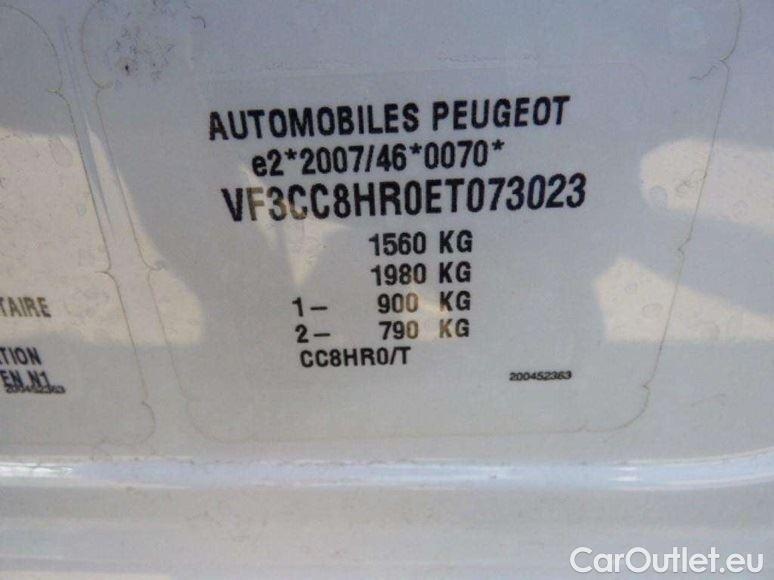 AUTOMOBILES PEUGEOT
e2*2007/46*0070*
VF3CC8HR0ET073023
1560 KG
1980 KG
1– 900 KG
2– 790 KG
CC8HR0/T
200452363
TAIRE
TION
EN N1
200452363
CarOutlet.eu